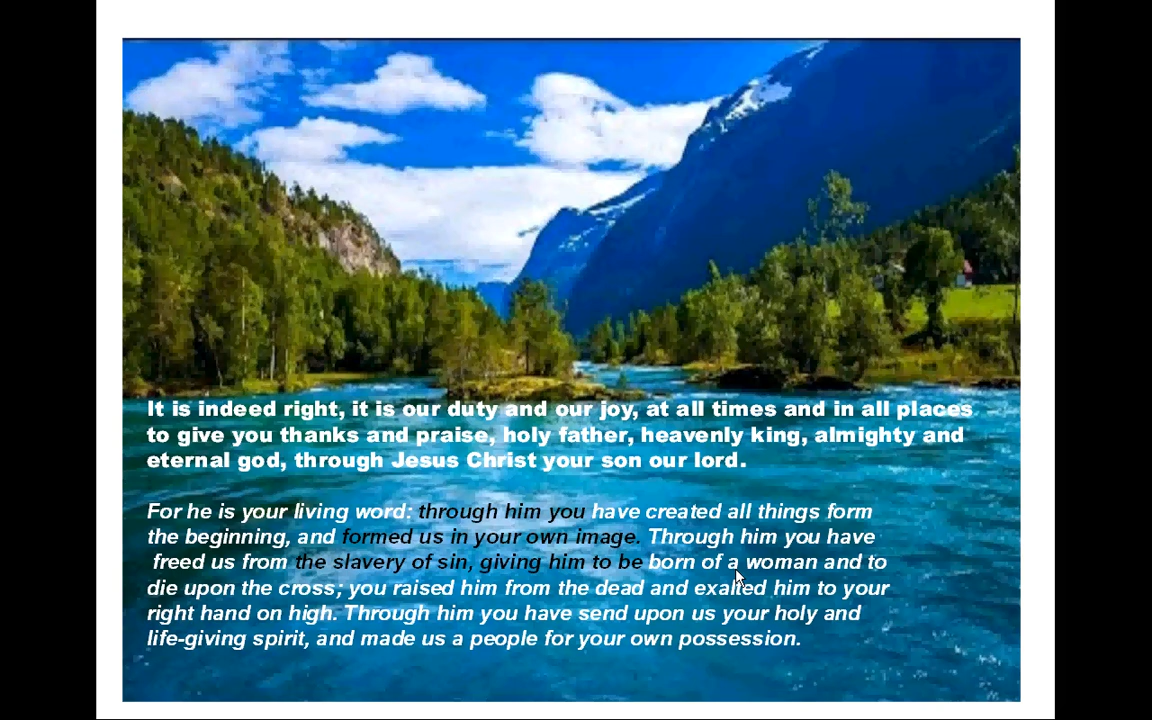 It is indeed right, it is our duty and our joy, at all times and in all places
to give you thanks and praise, holy father, heavenly king, almighty and
eternal god, through Jesus Christ your son our lord.
For he is your living word: through him you have created all things form
the beginning, and formed us in your own image. Through him you have
freed us from the slavery of sin, giving him to be born of a woman and to
die upon the cross; you raised him from the dead and exalted him to your
right hand on high. Through him you have send upon us your holy and
life-giving spirit, and made us a people for your own possession.